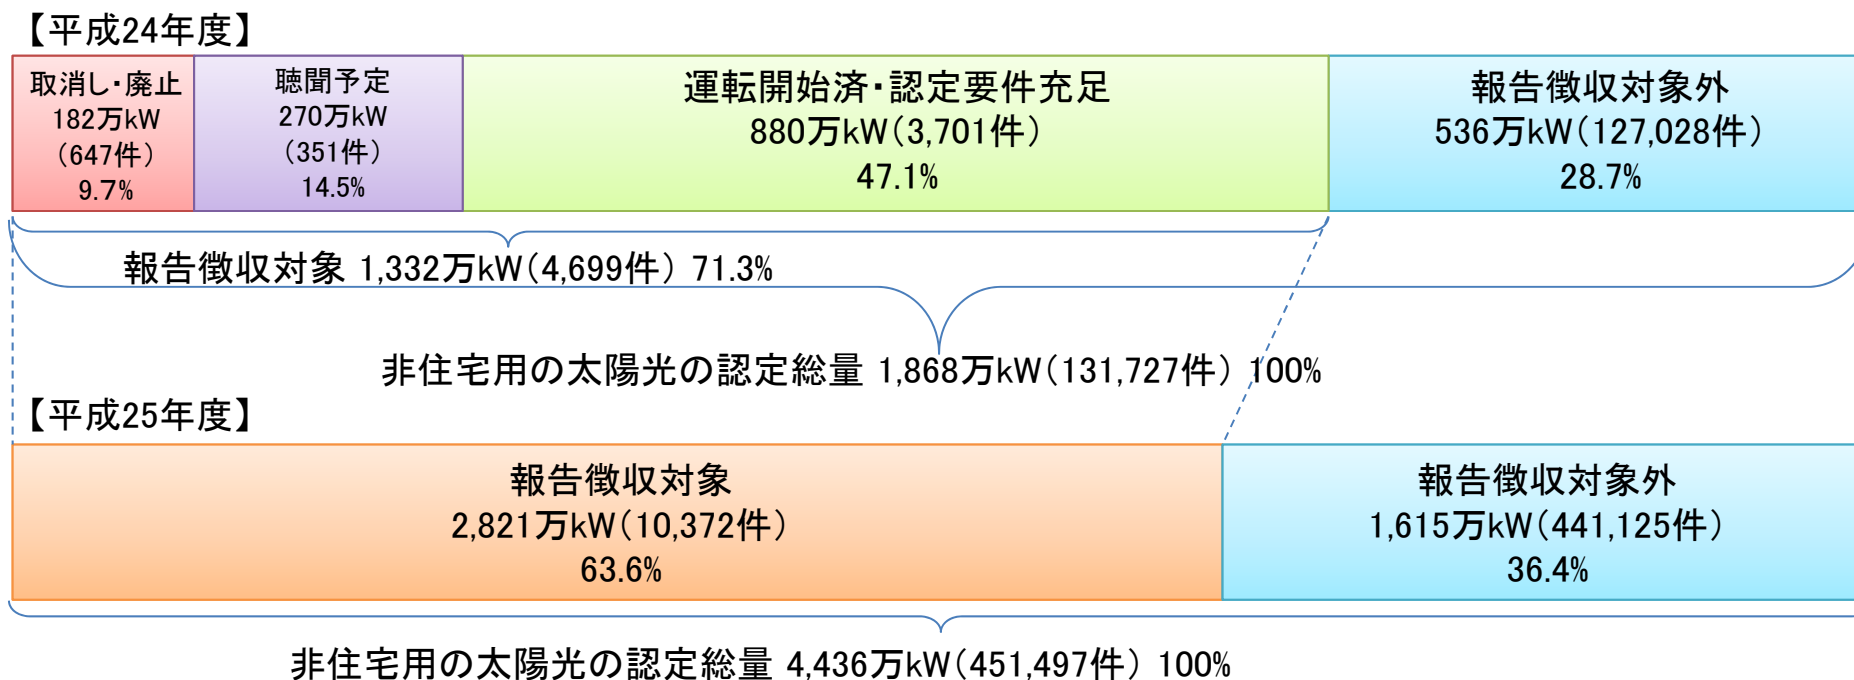 【平成24年度】
取消し・廃止
182万kW
(647件)
9.7%
聴聞予定
270万kW
(351件)
14.5%
運転開始済・認定要件充足
880万kW(3,701件)
47.1%
報告徴収対象外
536万kW(127,028件)
28.7%
報告徴収対象 1,332万kW(4,699件) 71.3%
非住宅用の太陽光の認定総量 1,868万kW(131,727件) 100%
【平成25年度】
報告徴収対象
2,821万kW(10,372件)
63.6%
報告徴収対象外
1,615万kW(441,125件)
36.4%
非住宅用の太陽光の認定総量 4,436万kW(451,497件) 100%